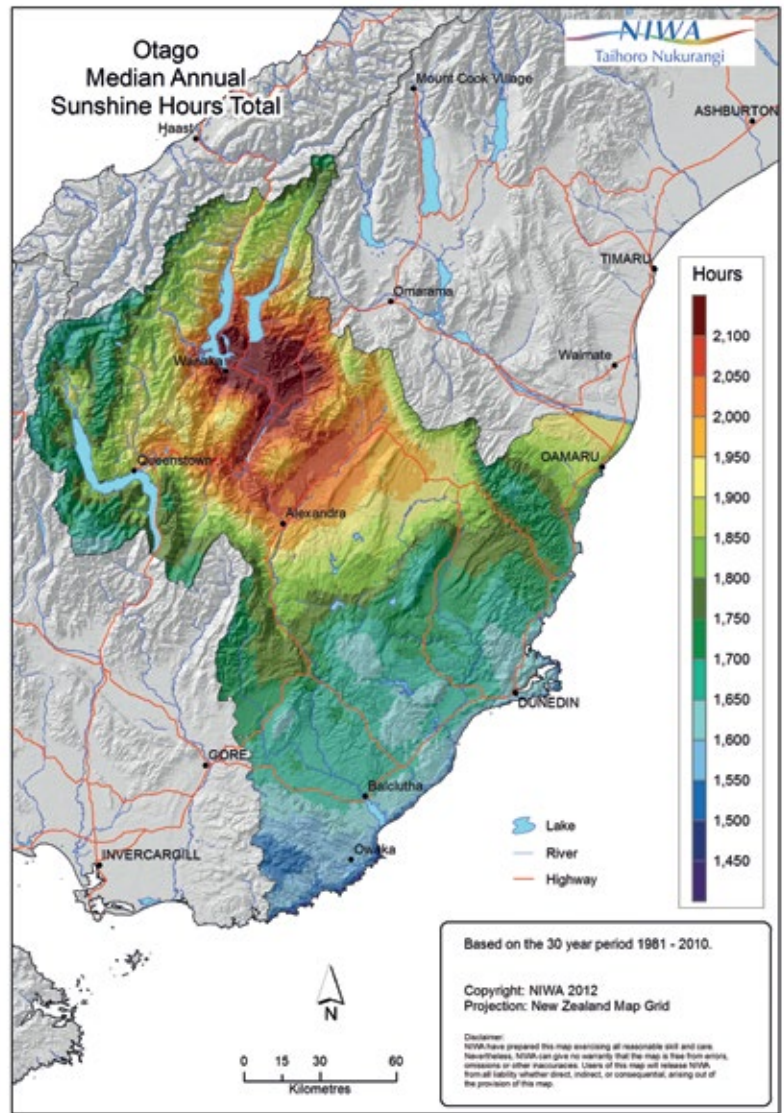 Otago
Median Annual
Sunshine Hours Total
NIWA
Taihoro Nukurangi
Haast
Mount Cook Village
ASHBURTON
TIMARU
Omarama
Waimate
Wanaka
OAMARU
Queenstown
Alexandra
DUNEDIN
GORE
Balclutha
Owaka
INVERCARGILL
Hours
2,100
2,050
2,000
1,950
1,900
1,850
1,800
1,750
1,700
1,650
1,600
1,550
1,500
1,450
Lake
River
Highway
N
0 15 30 60
Kilometres
Based on the 30 year period 1981 - 2010.
Copyright: NIWA 2012
Projection: New Zealand Map Grid
Disclaimer:
NIWA have prepared this map exercising all reasonable skill and care.
Nevertheless, NIWA can give no warranty that the map is free from errors,
omissions or other inaccuracies. Users of this map will release NIWA
from all liability whether direct, indirect, or consequential, arising out of
the provision of this map.